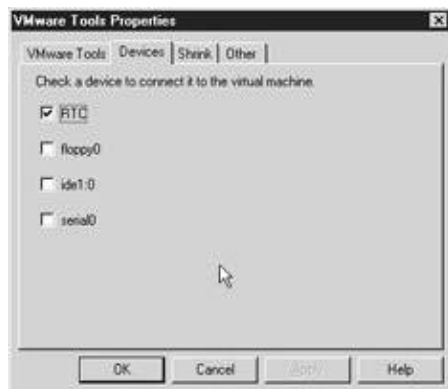 VMware Tools Properties
VMware Tools Devices Shrink Other
Check a device to connect it to the virtual machine.
RTC
floppy0
ide1:0
serial0
OK Cancel Apply Help